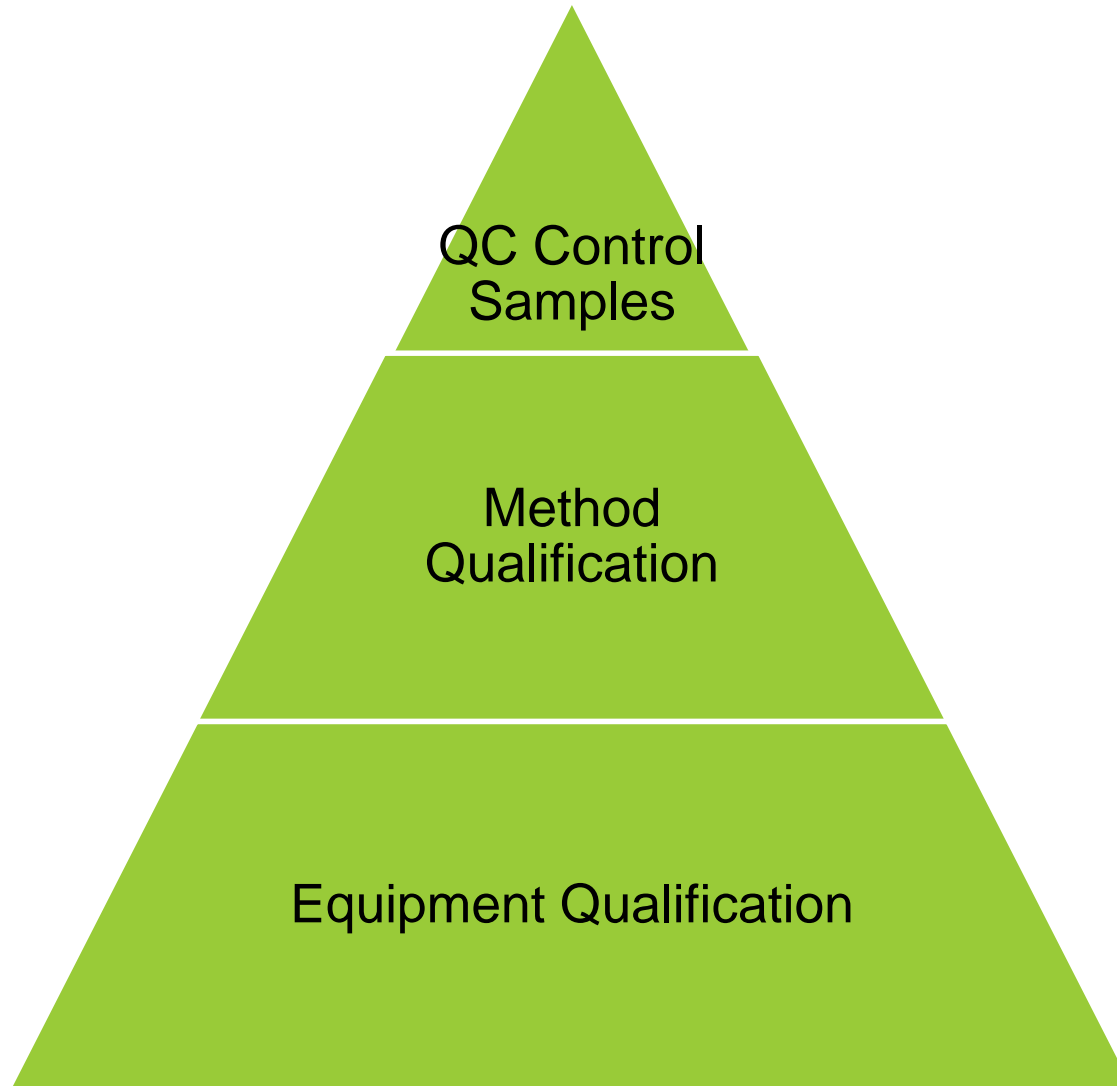 QC Control
Samples
Method
Qualification
Equipment Qualification